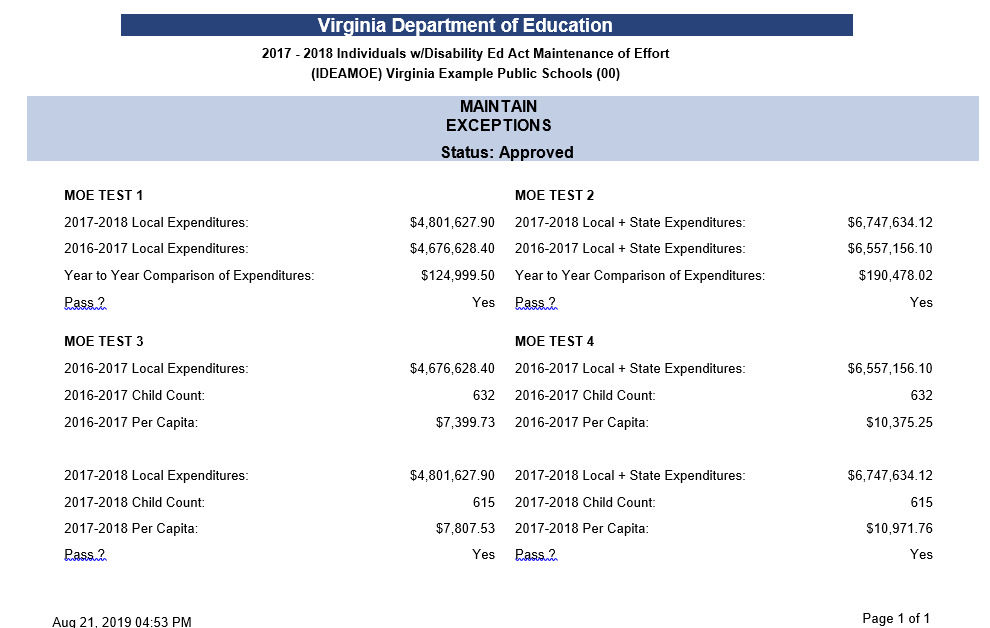 Virginia Department of Education
2017 - 2018 Individuals w/Disability Ed Act Maintenance of Effort
(IDEAMOE) Virginia Example Public Schools (00)
MAINTAIN
EXCEPTIONS
Status: Approved
MOE TEST 1 MOE TEST 2
2017-2018 Local Expenditures: $4,801,627.90 2017-2018 Local + State Expenditures: $6,747,634.12
2016-2017 Local Expenditures: $4,676,628.40 2016-2017 Local + State Expenditures: $6,557,156.10
Year to Year Comparison of Expenditures: $124,999.50 Year to Year Comparison of Expenditures: $190,478.02
Pass ? Yes Pass ? Yes
MOE TEST 3 MOE TEST 4
2016-2017 Local Expenditures: $4,676,628.40 2016-2017 Local + State Expenditures: $6,557,156.10
2016-2017 Child Count: 632 2016-2017 Child Count: 632
2016-2017 Per Capita: $7,399.73 2016-2017 Per Capita: $10,375.25
2017-2018 Local Expenditures: $4,801,627.90 2017-2018 Local + State Expenditures: $6,747,634.12
2017-2018 Child Count: 615 2017-2018 Child Count: 615
2017-2018 Per Capita: $7,807.53 2017-2018 Per Capita: $10,971.76
Pass ? Yes Pass ? Yes
Aug 21, 2019 04:53 PM Page 1 of 1